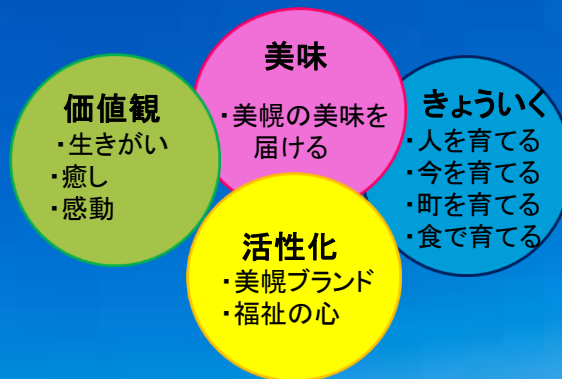 美味
・美幌の美味を
届ける
価値観
・生きがい
・癒し
・感動
きょういく
・人を育てる
・今を育てる
・町を育てる
・食で育てる
活性化
・美幌ブランド
・福祉の心